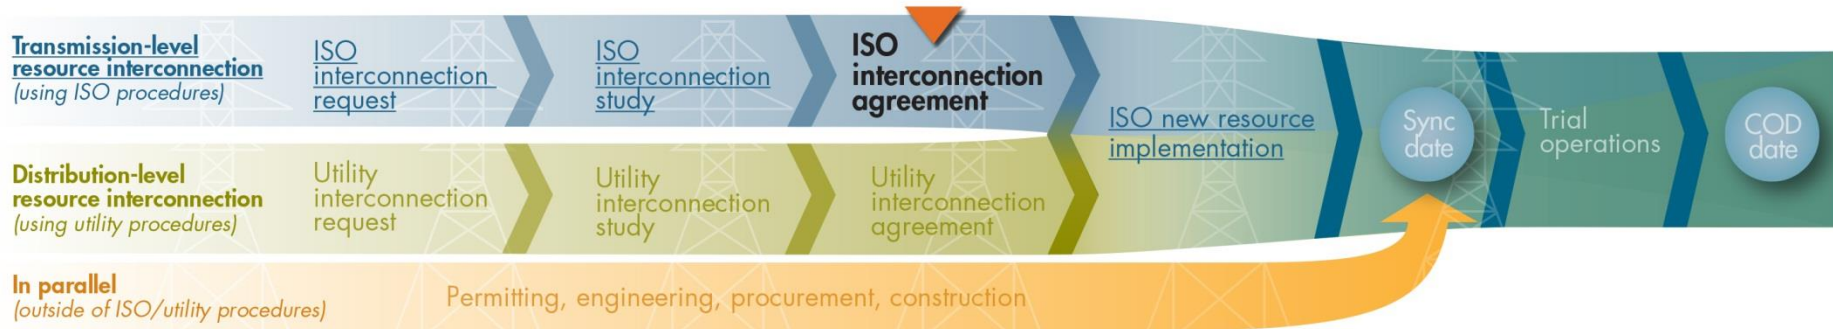 Transmission-level
resource interconnection
(using ISO procedures)
ISO
interconnection
request
ISO
interconnection
study
ISO
interconnection
agreement
Distribution-level
resource interconnection
(using utility procedures)
Utility
interconnection
request
Utility
interconnection
study
Utility
interconnection
agreement
ISO new resource
implementation
Sync
date
Trial
operations
COD
date
In parallel
(outside of ISO/utility procedures)
Permitting, engineering, procurement, construction